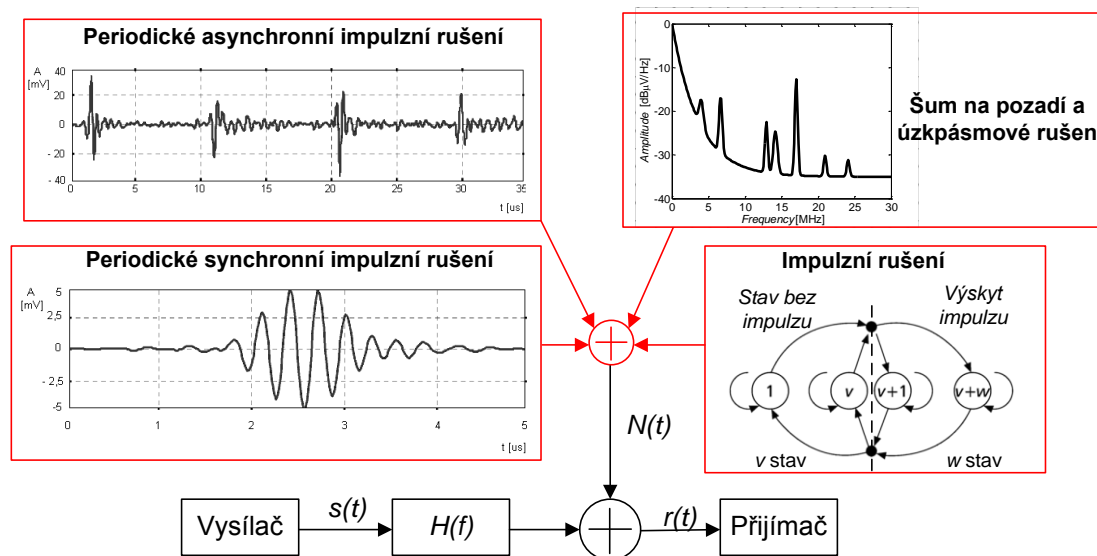 Periodické asynchronní impulzní rušení
A
[mV]
40
20
0
- 20
- 40
0 5 10 15 20 25 30 35
t [us]
Amplitude [dBµV/Hz]
0
-10
-20
-30
-40
0 5 10 15 20 25 30
Frequency[MHz]
Šum na pozadí a
úzkpásmové rušen
Periodické synchronní impulzní rušení
A
[mV]
5
2,5
0
- 2,5
-5
0 1 2 3 4 5
t [us]
Impulzní rušení
Stav bez
impulzu
Výskyt
impulzu
1 v v+1 v+w
v stav w stav
N(t)
Vysílač s(t) H(f) r(t) Přijímač